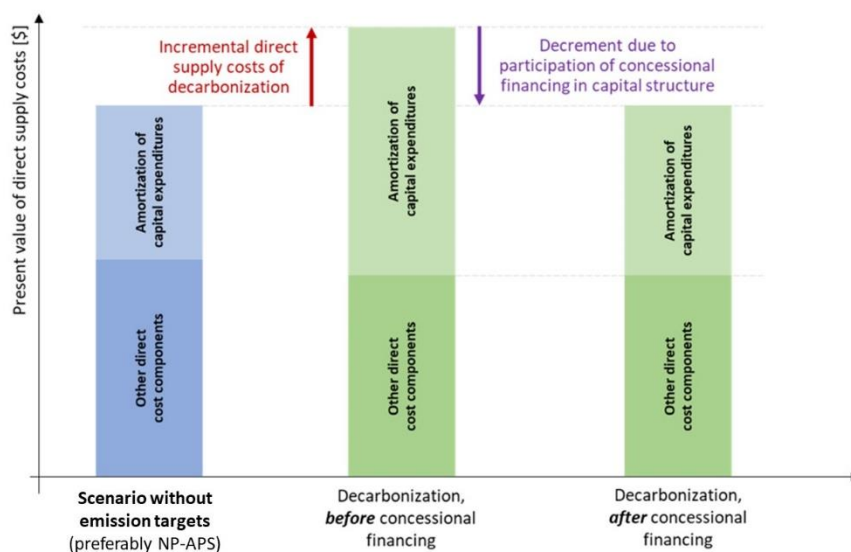 Present value of direct supply costs [$]
Incremental direct
supply costs of
decarbonization
Decrement due to
participation of concessional
financing in capital structure
Amortization of
capital expenditures
Other direct
cost components
Amortization of
capital expenditures
Other direct
cost components
Amortization of
capital expenditures
Other direct
cost components
Scenario without
emission targets
(preferably NP-APS)
Decarbonization,
before concessional
financing
Decarbonization,
after concessional
financing